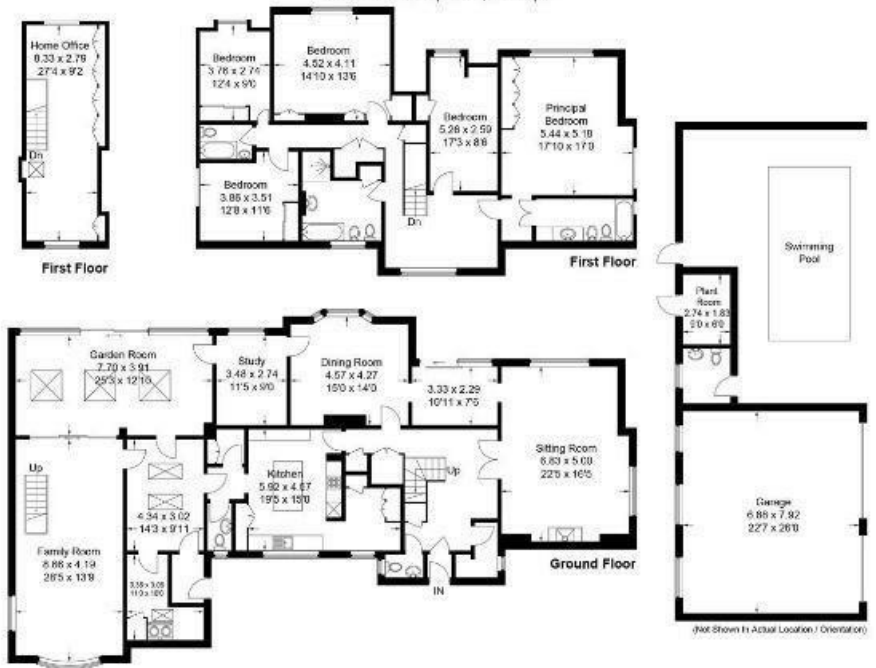 Home Office
8.33 x 2.79
27'4 x 9'2
Dn
First Floor
Bedroom
3.76 x 2.74
12'4 x 9'0
Bedroom
4.52 x 4.11
14'10 x 13'6
Bedroom
5.26 x 2.59
17'3 x 8'6
Principal
Bedroom
5.44 x 5.18
17'10 x 17'0
Bedroom
3.86 x 3.51
12'8 x 11'6
Dn
First Floor
Swimming
Pool
Plant
Room
2.74 x 1.83
9'0 x 6'0
Garden Room
7.70 x 3.91
25'3 x 12'10
Study
3.48 x 2.74
11'5 x 9'0
Dining Room
4.57 x 4.27
15'0 x 14'0
3.33 x 2.29
10'11 x 7'6
Sitting Room
6.83 x 5.00
22'5 x 16'5
Up
4.34 x 3.02
14'3 x 9'11
Kitchen
5.92 x 4.57
19'5 x 15'0
Up
Family Room
8.66 x 4.19
28'5 x 13'9
IN
Ground Floor
Garage
6.88 x 7.92
22'7 x 26'0
(Not Shown In Actual Location / Orientation)